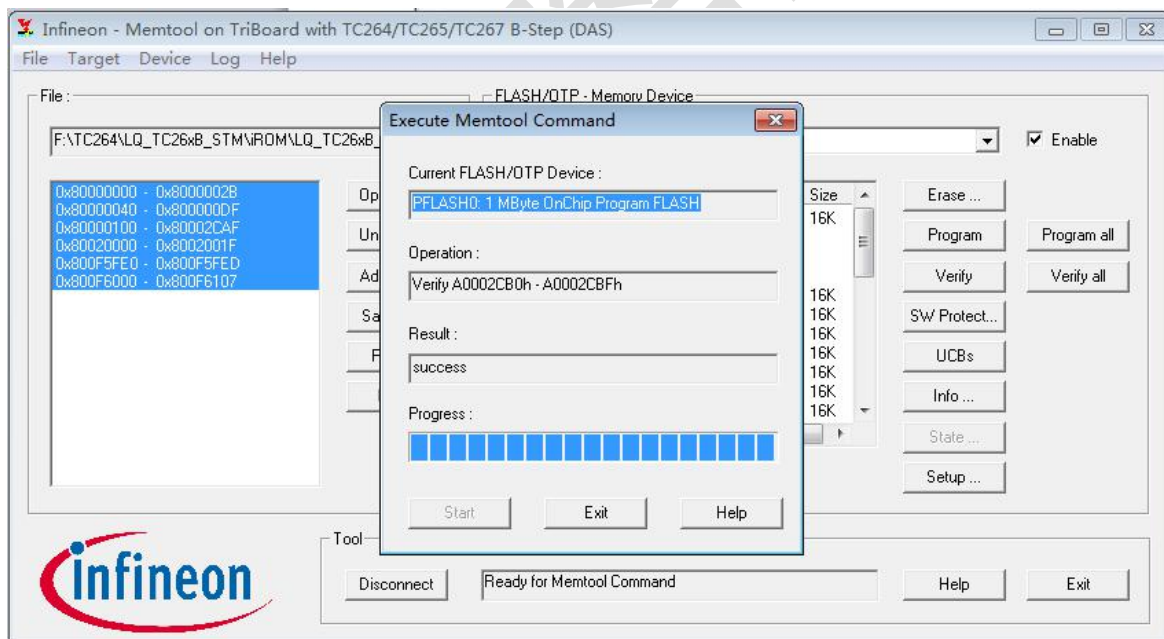 Infineon - Memtool on TriBoard with TC264/TC265/TC267 B-Step (DAS)
File Target Device Log Help
File :
FLASH/OTP - Memory Device
F:\TC264\LQ_TC26xB_STM\iROM\LQ_TC26xB_
Enable
0x80000000 - 0x8000002B
0x80000040 - 0x800000DF
0x80000100 - 0x80002CAF
0x80020000 - 0x8002001F
0x800F5FE0 - 0x800F5FED
0x800F6000 - 0x800F6107
Op
Un
Ad
Sa
Execute Memtool Command
Current FLASH/OTP Device :
PFLASH0: 1 MByte OnChip Program FLASH
Operation :
Verify A0002CB0h - A0002CBFh
Result :
success
Progress :
Start Exit Help
Size
16K
16K
16K
16K
16K
16K
16K
16K
Erase ...
Program Program all
Verify Verify all
SW Protect...
UCBs
Info ...
State ...
Setup ...
infineon
Tool
Disconnect Ready for Memtool Command Help Exit